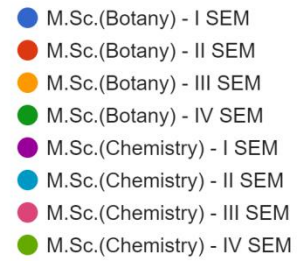 M.Sc.(Botany) - I SEM
M.Sc.(Botany) - II SEM
M.Sc.(Botany) - III SEM
M.Sc.(Botany) - IV SEM
M.Sc.(Chemistry) - I SEM
M.Sc.(Chemistry) - II SEM
M.Sc.(Chemistry) - III SEM
M.Sc.(Chemistry) - IV SEM